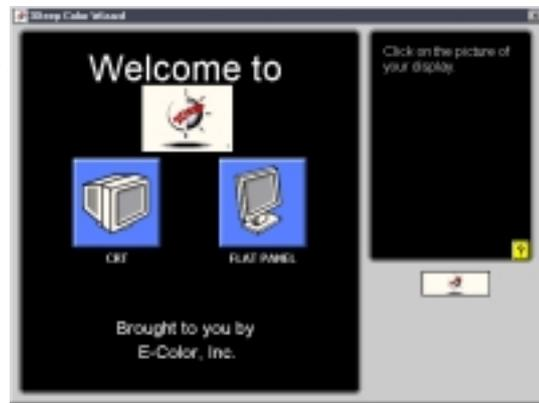 Color Wizard
Welcome to
CRT
FLAT PANEL
Brought to you by
E-Color, Inc.
Click on the picture of
your display.
?